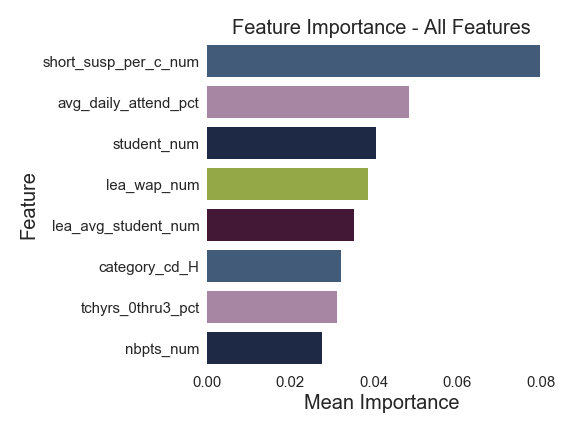 Feature Importance - All Features
short_susp_per_c_num
avg_daily_attend_pct
student_num
lea_wap_num
lea_avg_student_num
category_cd_H
tchyrs_0thru3_pct
nbpts_num
Feature
0.00 0.02 0.04 0.06 0.08
Mean Importance